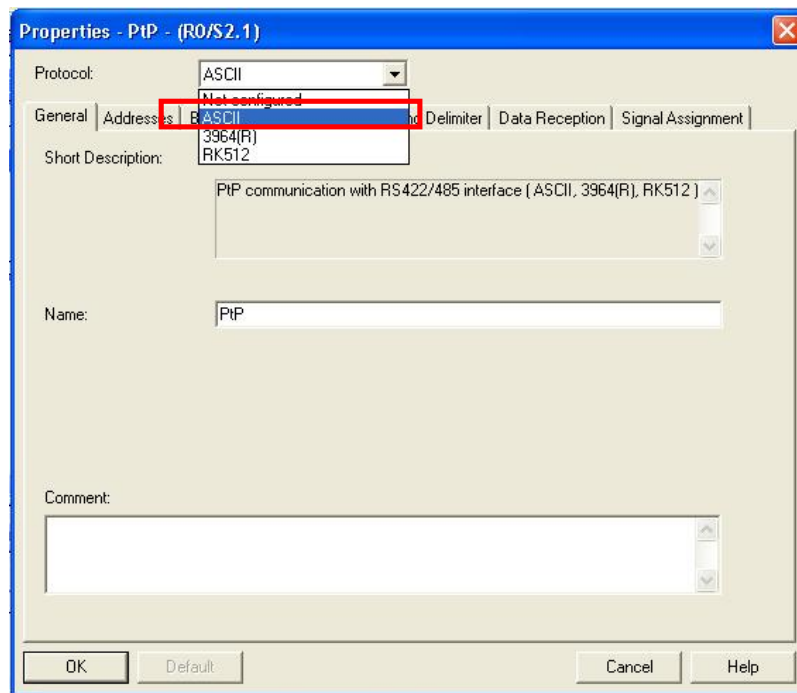 Properties - PtP - (R0/S2.1)
Protocol: ASCII
Not configured
General Addresses ASCII Delimiter Data Reception Signal Assignment
3964(R)
RK512
Short Description:
PtP communication with RS422/485 interface ( ASCII, 3964(R), RK512 )
Name: PtP
Comment:
OK Default Cancel Help